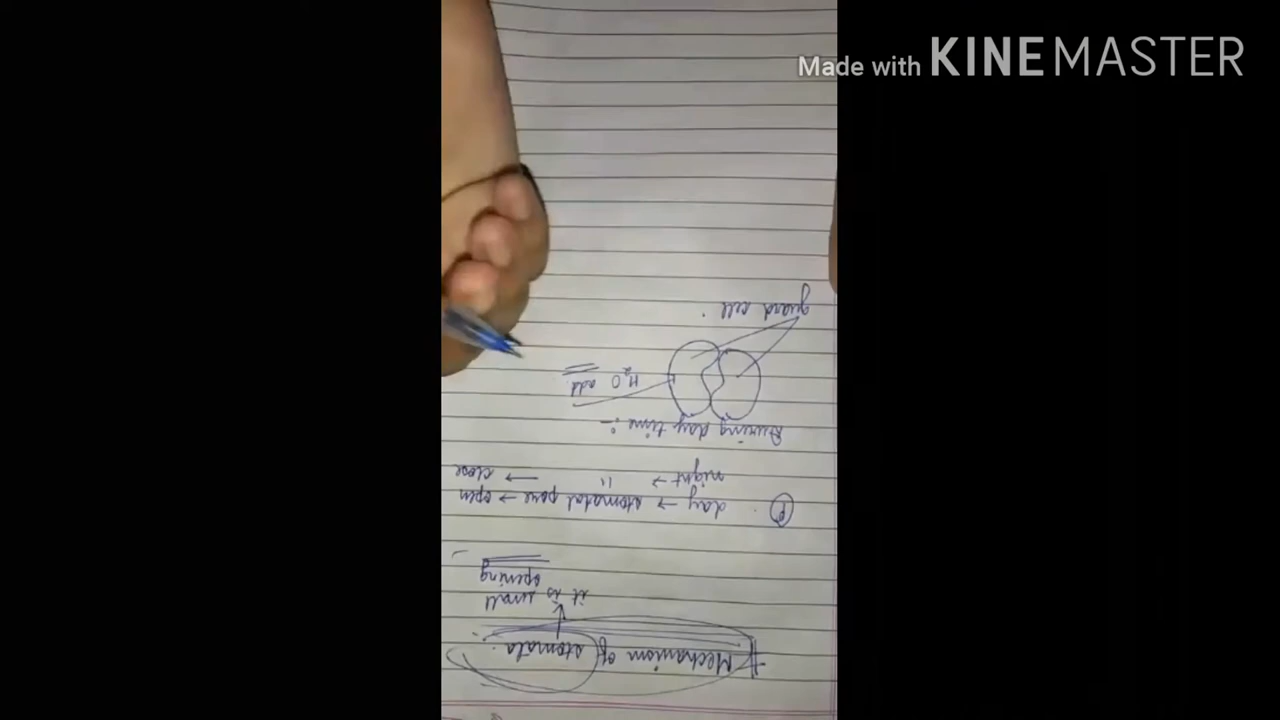 Made with KINEMASTER
* Mechanism of stomata.
it is small
opening
P day → stomatal pore → open
night → " → close
During day time :-
H2O add
guard cell